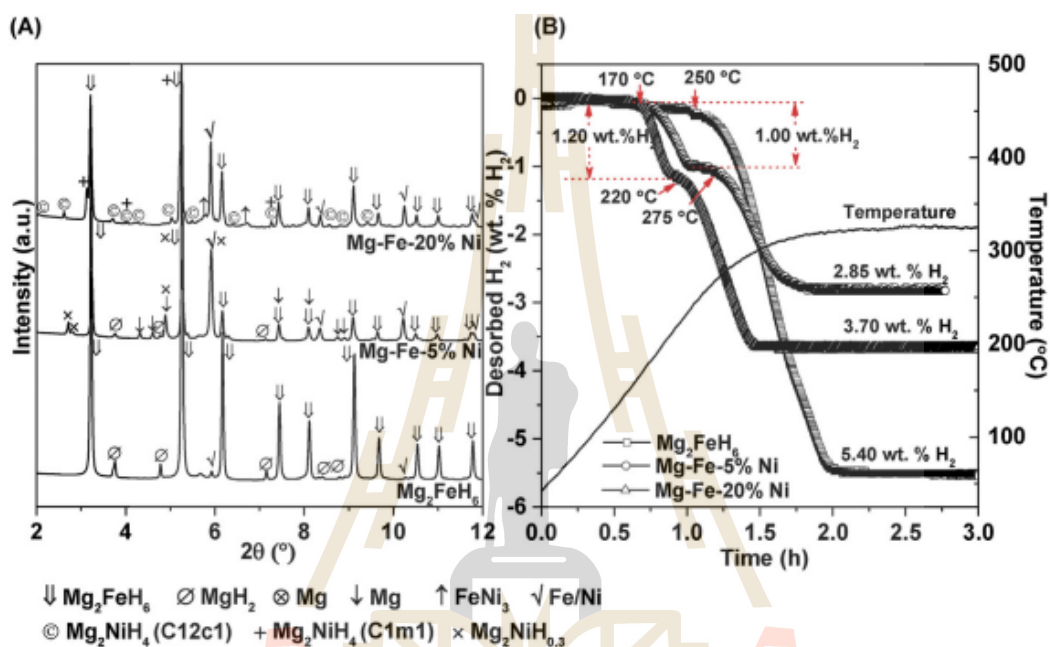 (A)
(B)
Intensity (a.u.)
Mg-Fe-20% Ni
Mg-Fe-5% Ni
Mg₂FeH₆
2 4 6 8 10 12
2θ (°)
Desorbed H₂ (wt. % H₂)
0
-1
-2
-3
-4
-5
-6
170 °C
250 °C
1.20 wt.%H₂
1.00 wt.%H₂
220 °C
275 °C
Temperature
2.85 wt. % H₂
3.70 wt. % H₂
5.40 wt. % H₂
Mg₂FeH₆
Mg-Fe-5% Ni
Mg-Fe-20% Ni
0.0 0.5 1.0 1.5 2.0 2.5 3.0
Time (h)
500
400
300
200
100
Temperature (°C)
⇓ Mg₂FeH₆ ∅ MgH₂ ⊗ Mg ↓ Mg ↑ FeNi₃ √ Fe/Ni
© Mg₂NiH₄ (C12c1) + Mg₂NiH₄ (C1m1) × Mg₂NiH₀.₃